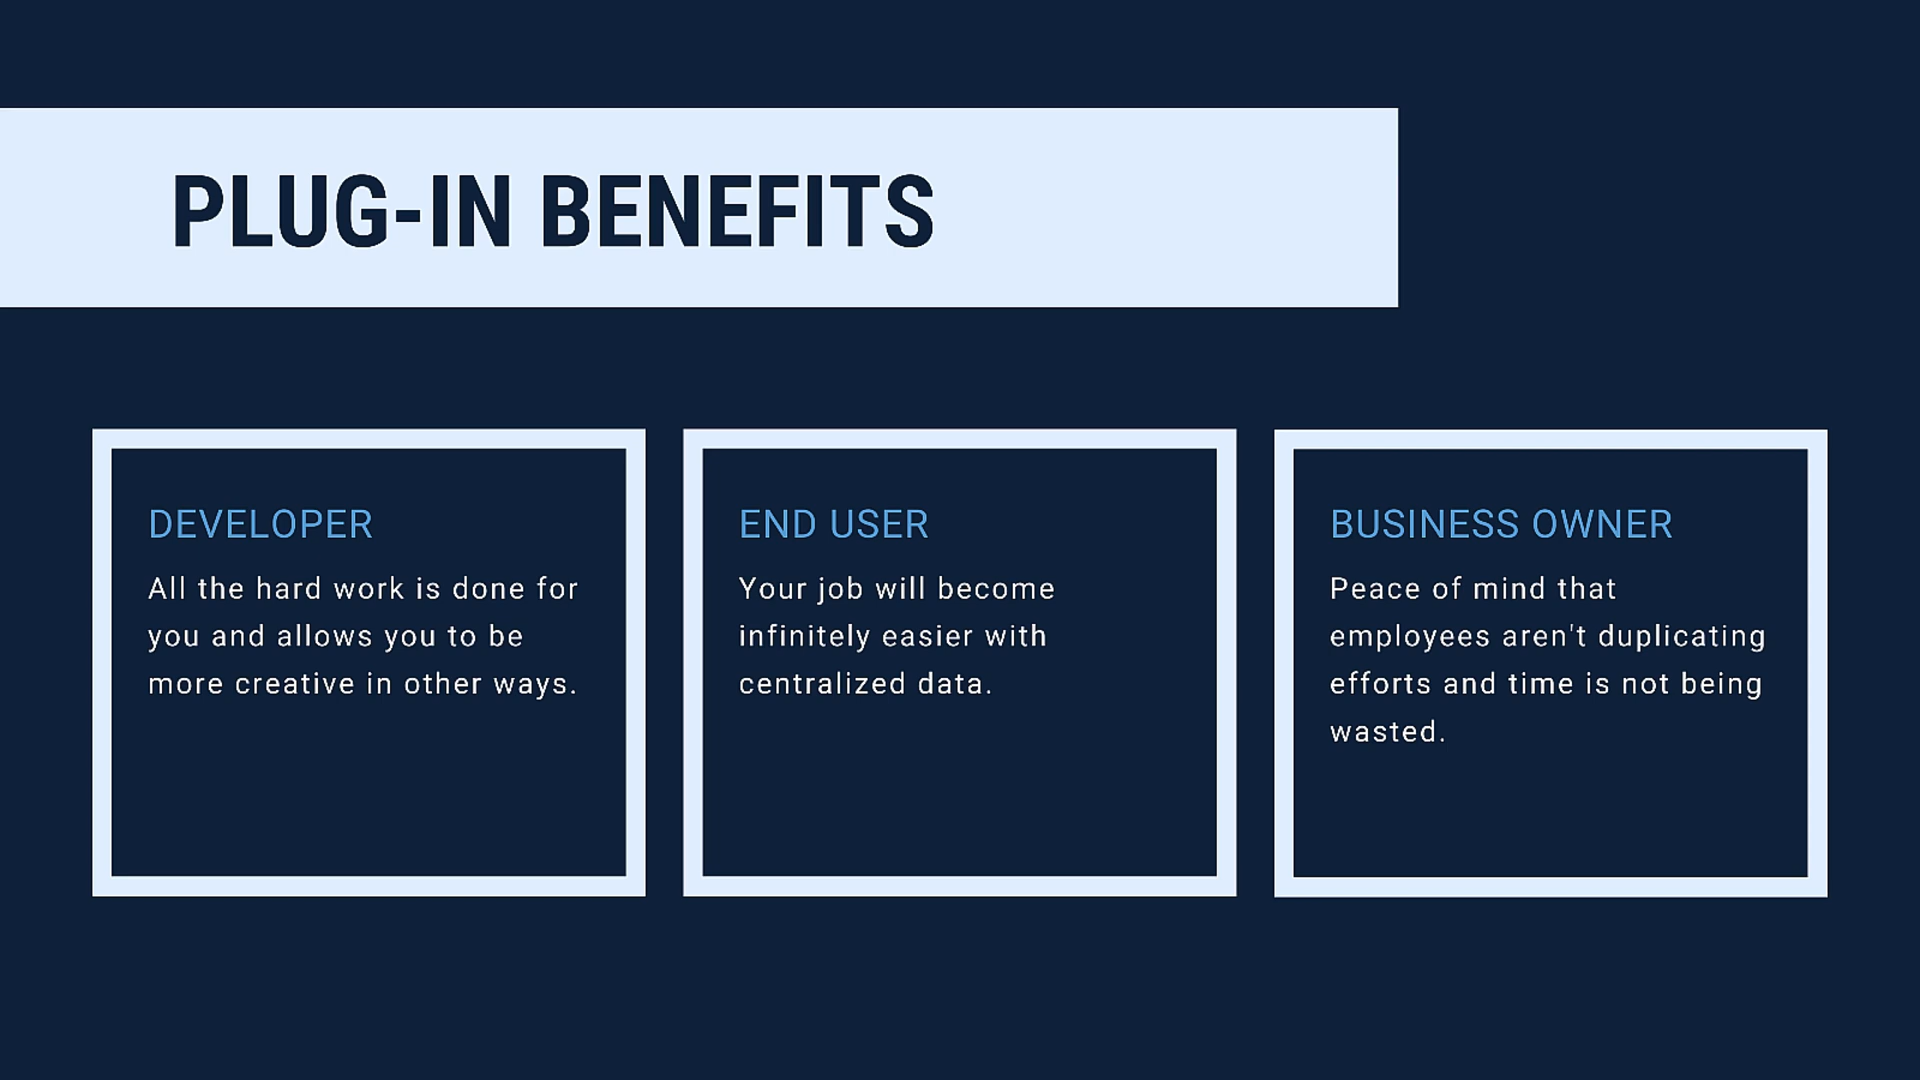 PLUG-IN BENEFITS
DEVELOPER
All the hard work is done for
you and allows you to be
more creative in other ways.
END USER
Your job will become
infinitely easier with
centralized data.
BUSINESS OWNER
Peace of mind that
employees aren't duplicating
efforts and time is not being
wasted.